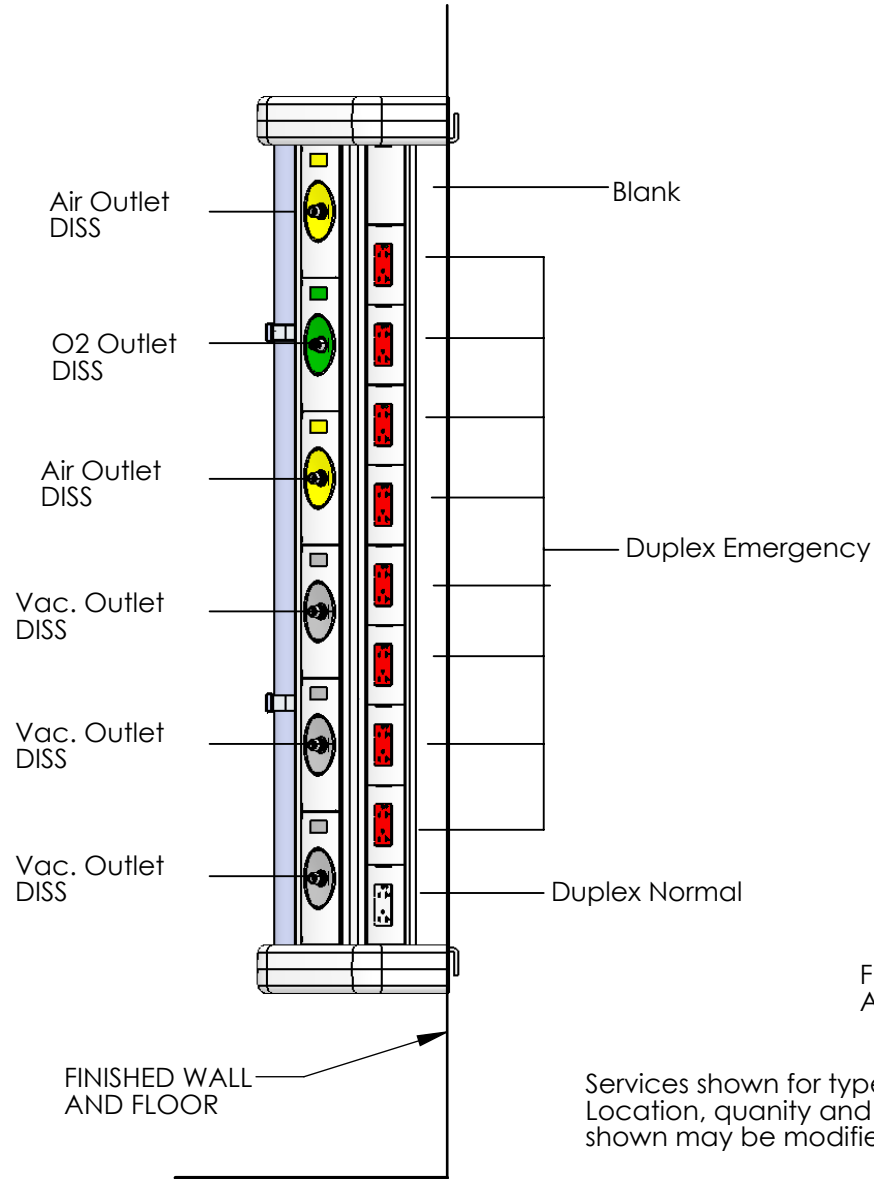 Air Outlet
DISS
Blank
O2 Outlet
DISS
Air Outlet
DISS
Duplex Emergency
Vac. Outlet
DISS
Vac. Outlet
DISS
Vac. Outlet
DISS
Duplex Normal
FINISHED WALL
AND FLOOR
F
A
Services shown for type
Location, quanity and
shown may be modifie